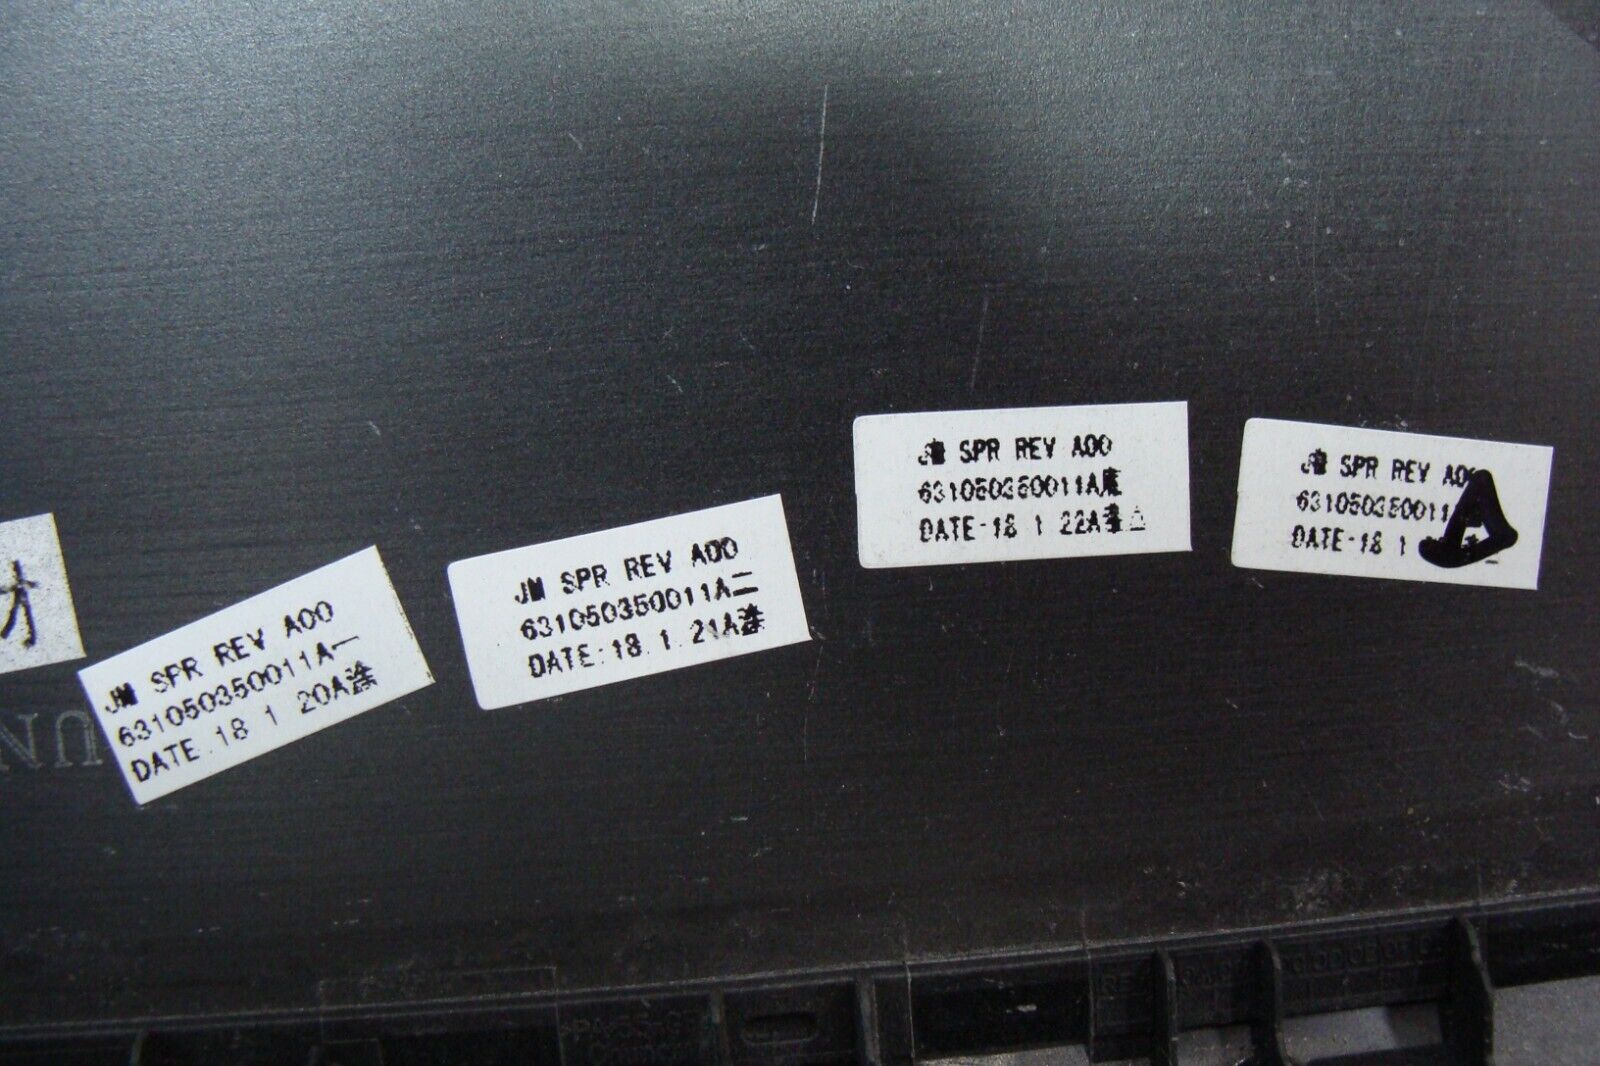 才
JM SPR REV A00
631050350011A一
DATE:18.1.20A涂
JM SPR REV A00
631050350011A二
DATE:18.1.21A涂
SPR REV A00
631050350011A
DATE:18 1 22A
SPR REV
631050350011
DATE:18 1
UN